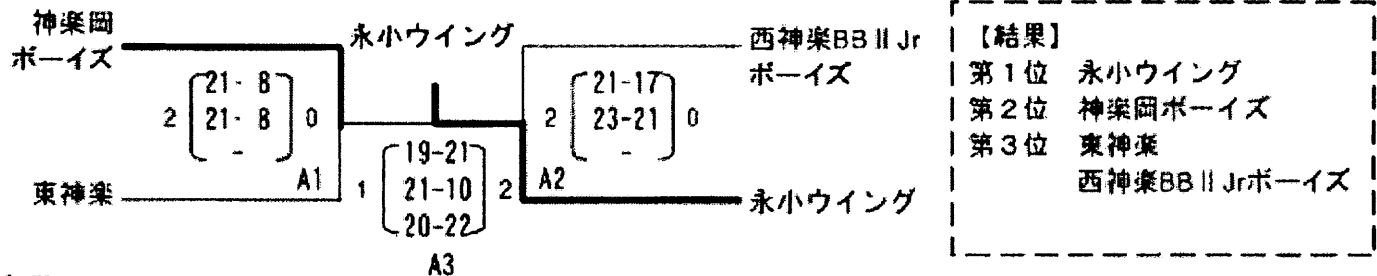 神楽岡
ボーイズ
永小ウイング
西神楽BBⅡJr
ボーイズ
2 21- 8 0
21- 8
-
A1
2 21-17 0
23-21
-
A2
東神楽
1 19-21 2
21-10
20-22
A3
永小ウイング
【結果】
第1位 永小ウイング
第2位 神楽岡ボーイズ
第3位 東神楽
西神楽BBⅡJrボーイズ